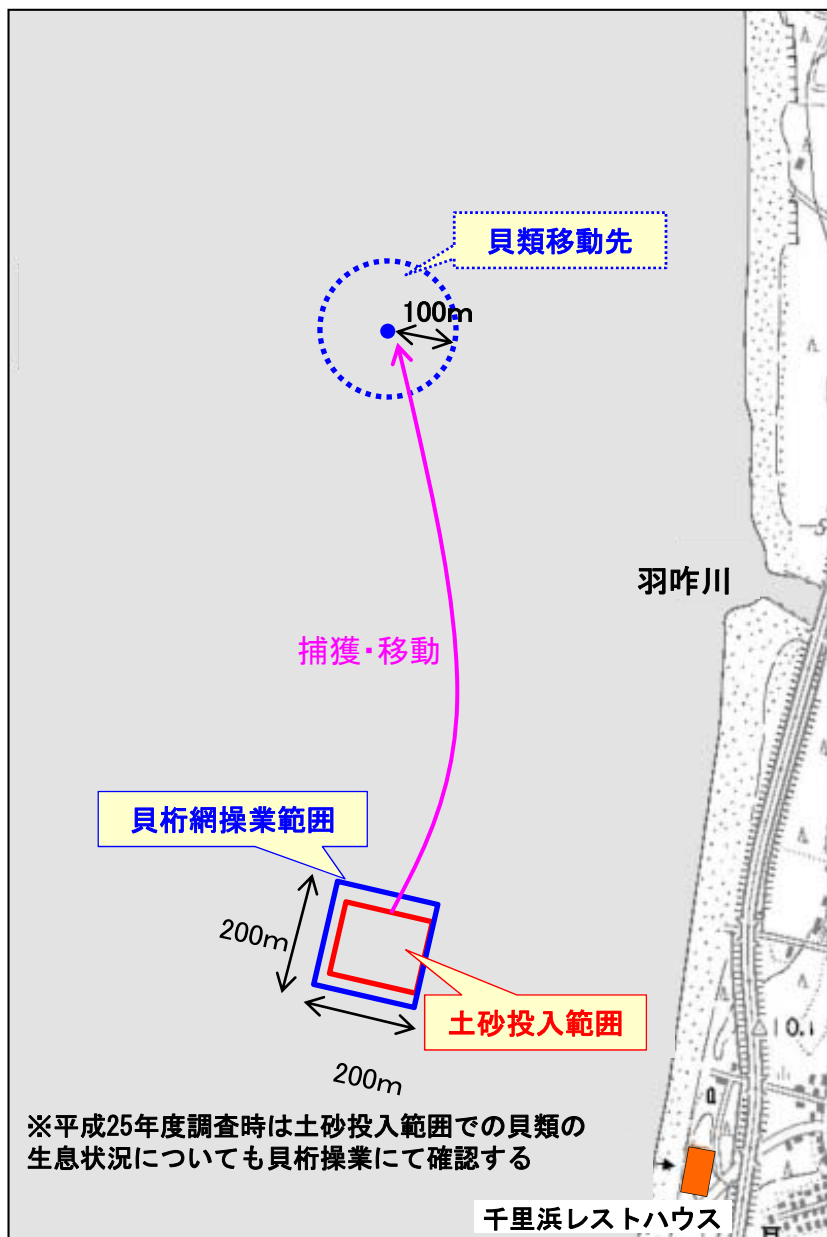 貝類移動先
100m
羽咋川
捕獲・移動
貝桁網操業範囲
200m
土砂投入範囲
10.1
200m
※平成25年度調査時は土砂投入範囲での貝類の
生息状況についても貝桁操業にて確認する
千里浜レストハウス